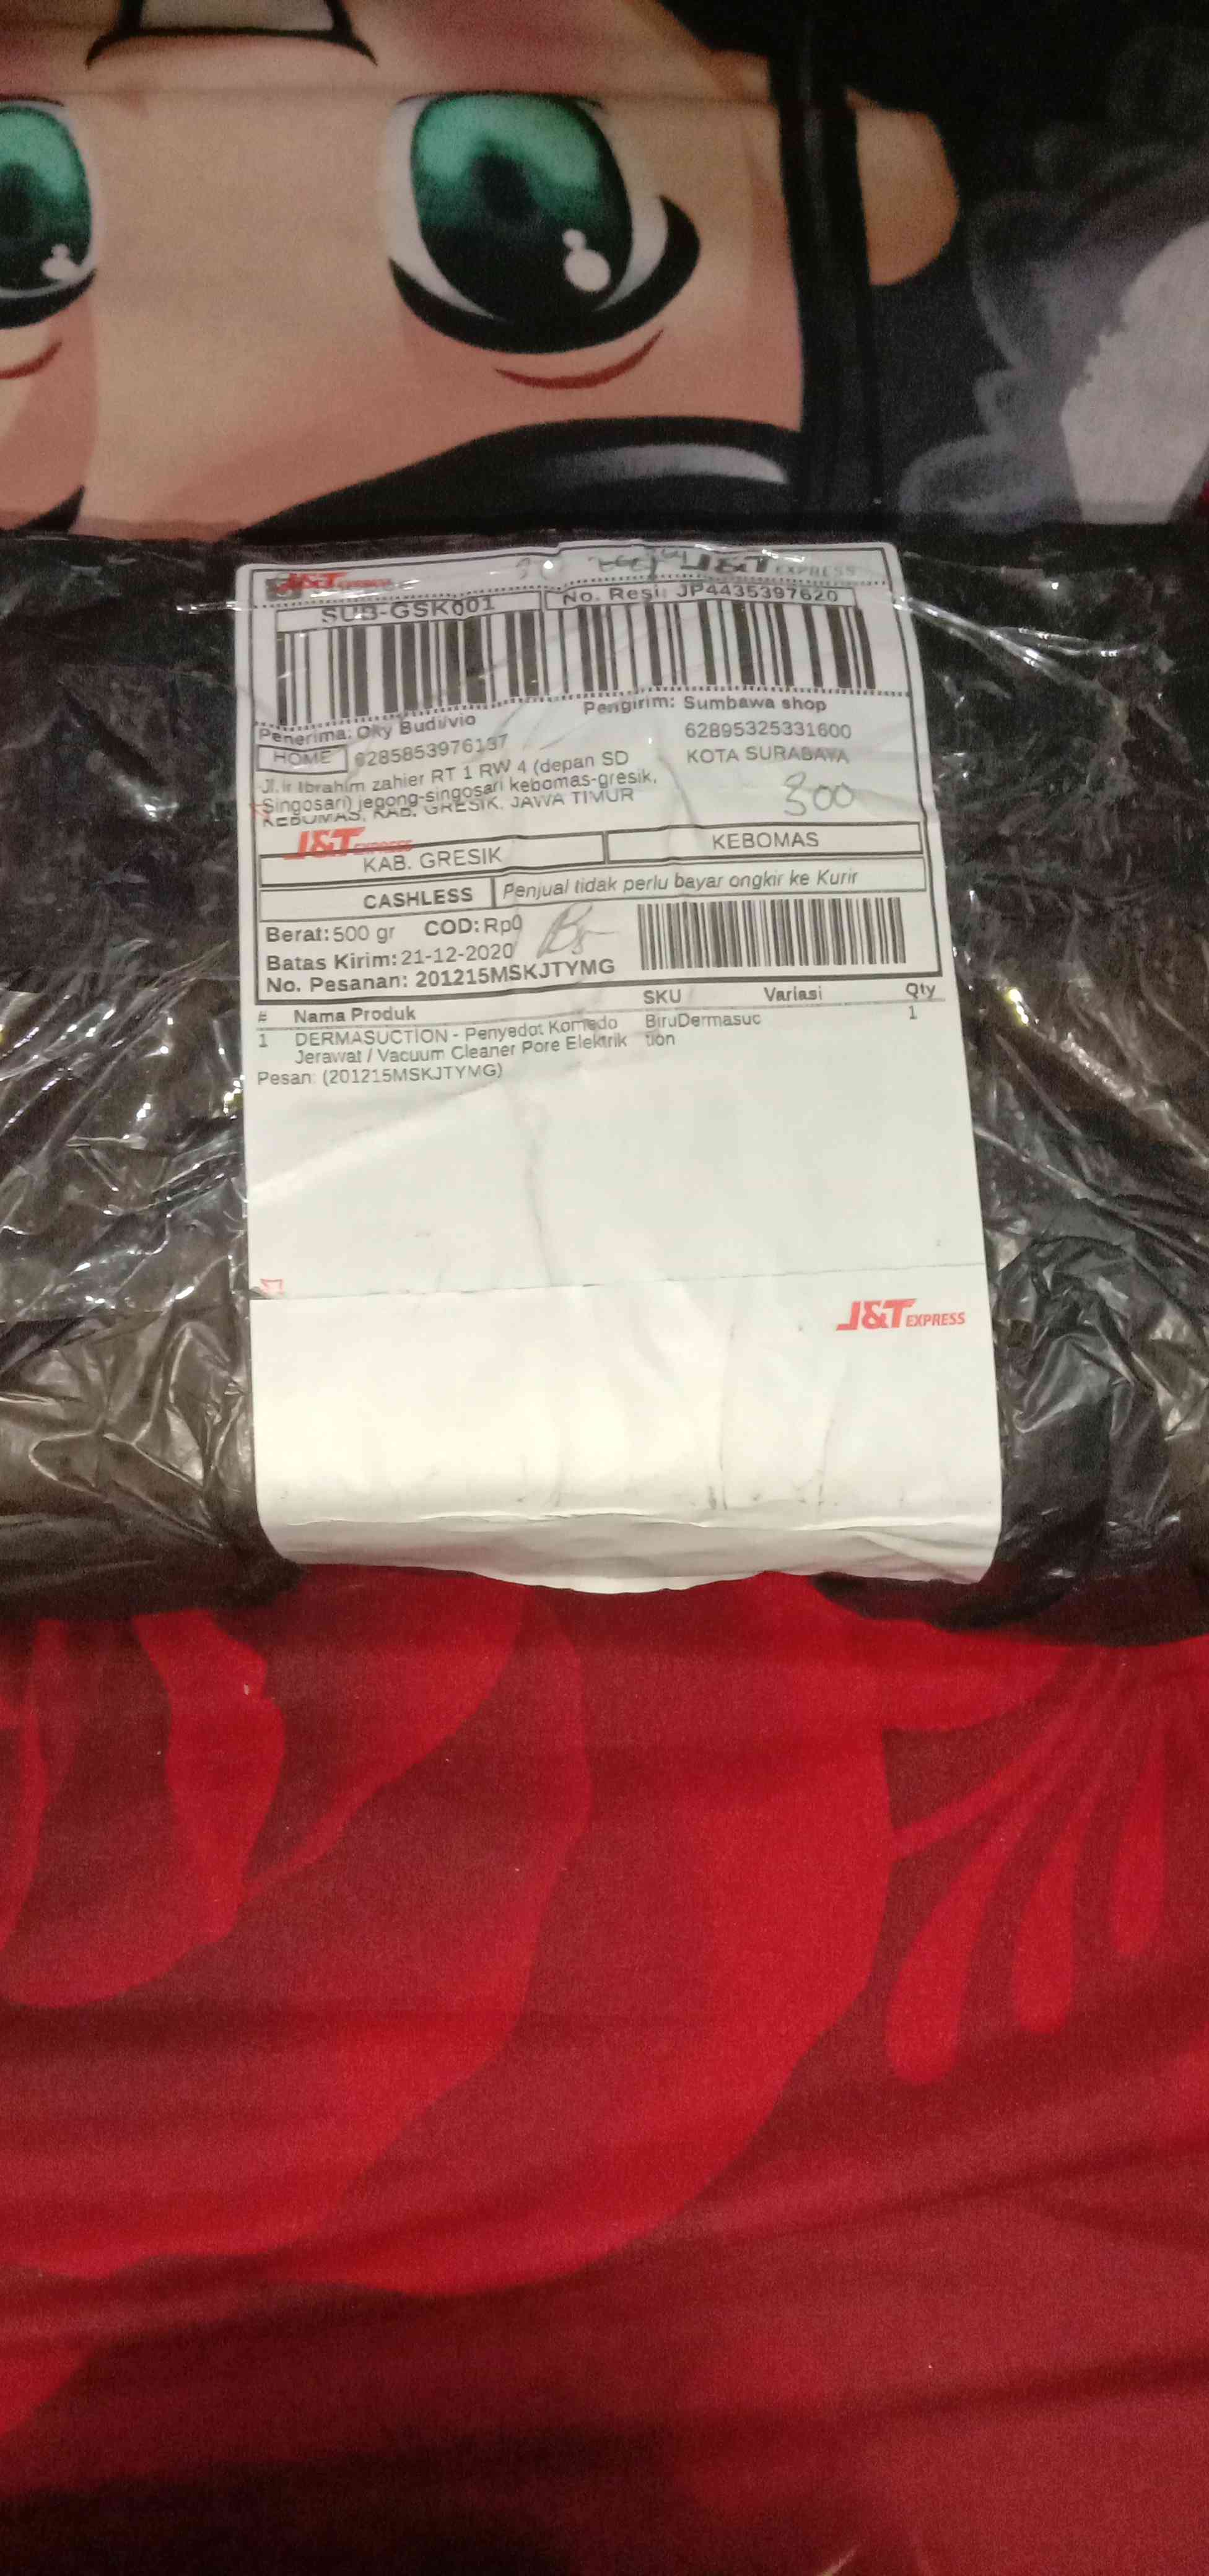 J&T EXPRESS
J&T EXPRESS
SUB-GSK001
No. Resi: JP4435397620
Penerima: Oky Budi/vio
Pengirim: Sumbawa shop
HOME 6285853976137
62895325331600
Jl. ir Ibrahim zahier RT 1 RW 4 (depan SD
KOTA SURABAYA
Singosari) jegong-singosari kebomas-gresik,
KEBOMAS, KAB. GRESIK, JAWA TIMUR
300
J&T EXPRESS
KAB. GRESIK
KEBOMAS
CASHLESS
Penjual tidak perlu bayar ongkir ke Kurir
Berat: 500 gr COD: Rp0
Batas Kirim: 21-12-2020
No. Pesanan: 201215MSKJTYMG
# Nama Produk SKU Variasi Qty
1 DERMASUCTION - Penyedot Komedo BiruDermasuc 1
Jerawat / Vacuum Cleaner Pore Elektrik tion
Pesan: (201215MSKJTYMG)
J&T EXPRESS